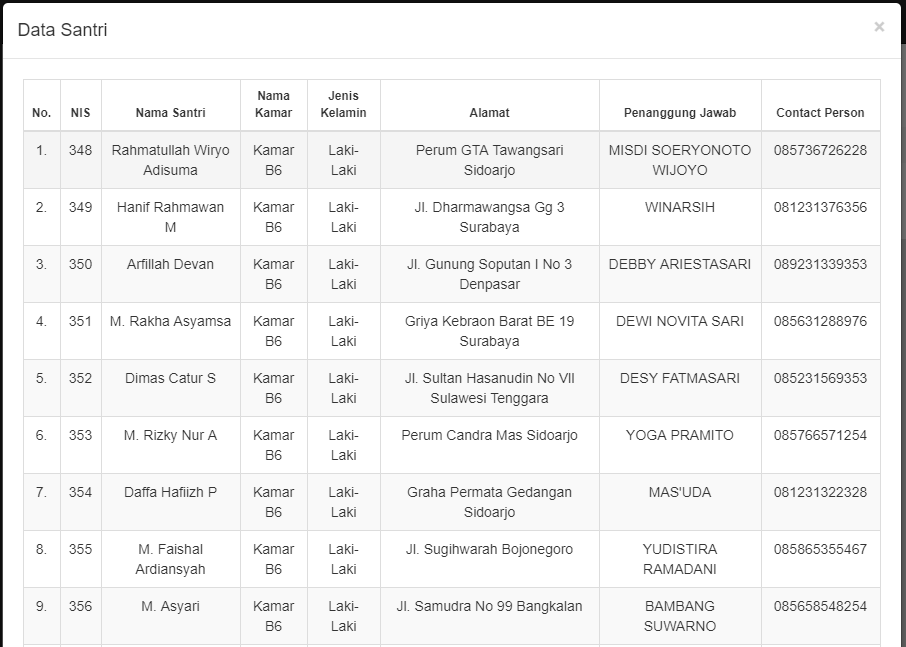 Data Santri
×
No. NIS Nama Santri Nama Kamar Jenis Kelamin Alamat Penanggung Jawab Contact Person
1. 348 Rahmatullah Wiryo Adisuma Kamar B6 Laki-Laki Perum GTA Tawangsari Sidoarjo MISDI SOERYONOTO WIJOYO 085736726228
2. 349 Hanif Rahmawan M Kamar B6 Laki-Laki Jl. Dharmawangsa Gg 3 Surabaya WINARSIH 081231376356
3. 350 Arfillah Devan Kamar B6 Laki-Laki Jl. Gunung Soputan I No 3 Denpasar DEBBY ARIESTASARI 089231339353
4. 351 M. Rakha Asyamsa Kamar B6 Laki-Laki Griya Kebraon Barat BE 19 Surabaya DEWI NOVITA SARI 085631288976
5. 352 Dimas Catur S Kamar B6 Laki-Laki Jl. Sultan Hasanudin No VII Sulawesi Tenggara DESY FATMASARI 085231569353
6. 353 M. Rizky Nur A Kamar B6 Laki-Laki Perum Candra Mas Sidoarjo YOGA PRAMITO 085766571254
7. 354 Daffa Hafiizh P Kamar B6 Laki-Laki Graha Permata Gedangan Sidoarjo MAS'UDA 081231322328
8. 355 M. Faishal Ardiansyah Kamar B6 Laki-Laki Jl. Sugihwarah Bojonegoro YUDISTIRA RAMADANI 085865355467
9. 356 M. Asyari Kamar B6 Laki-Laki Jl. Samudra No 99 Bangkalan BAMBANG SUWARNO 085658548254